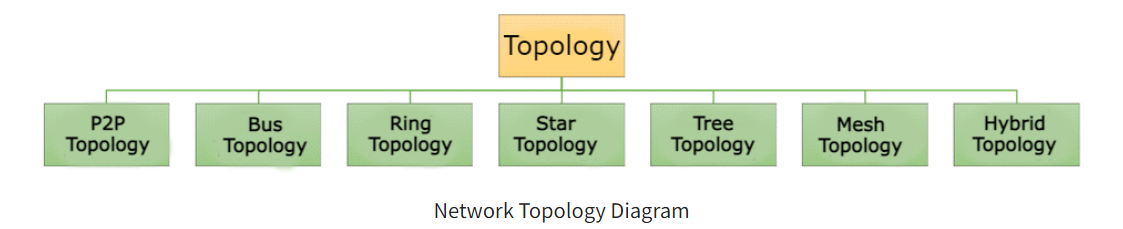 Topology
P2P
Topology
Bus
Topology
Ring
Topology
Star
Topology
Tree
Topology
Mesh
Topology
Hybrid
Topology
Network Topology Diagram